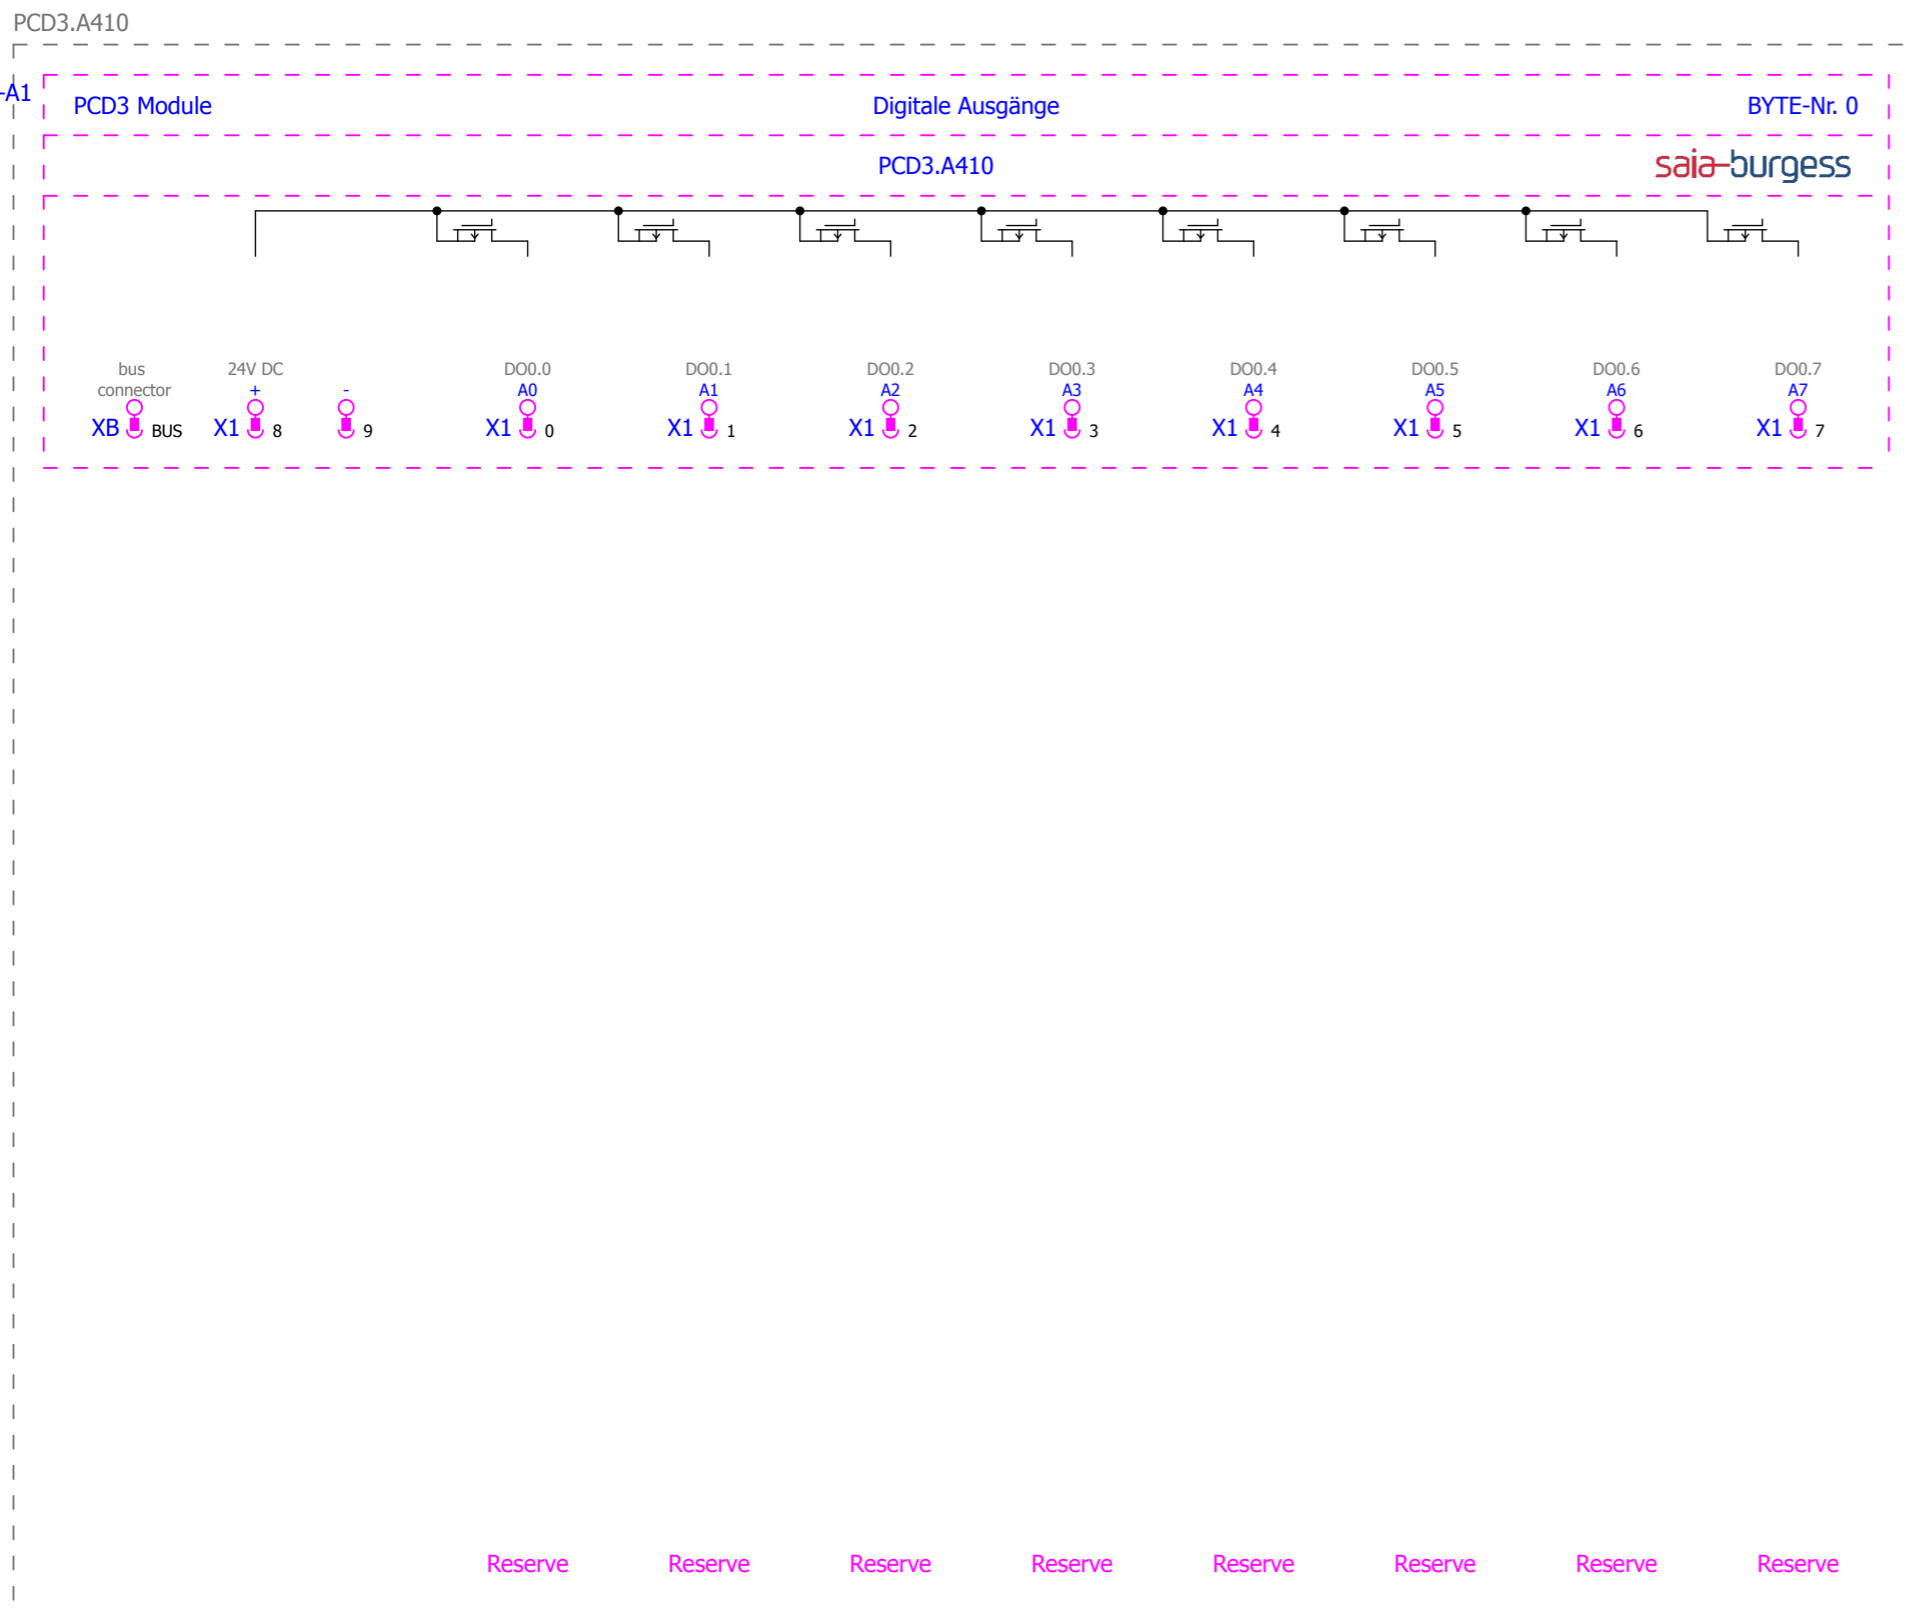 PCD3.A410
-A1
PCD3 Module Digitale Ausgänge BYTE-Nr. 0
PCD3.A410 saia-burgess
bus 24V DC DO0.0 DO0.1 DO0.2 DO0.3 DO0.4 DO0.5 DO0.6 DO0.7
connector + - A0 A1 A2 A3 A4 A5 A6 A7
XB BUS X1 8 9 X1 0 X1 1 X1 2 X1 3 X1 4 X1 5 X1 6 X1 7
Reserve Reserve Reserve Reserve Reserve Reserve Reserve Reserve